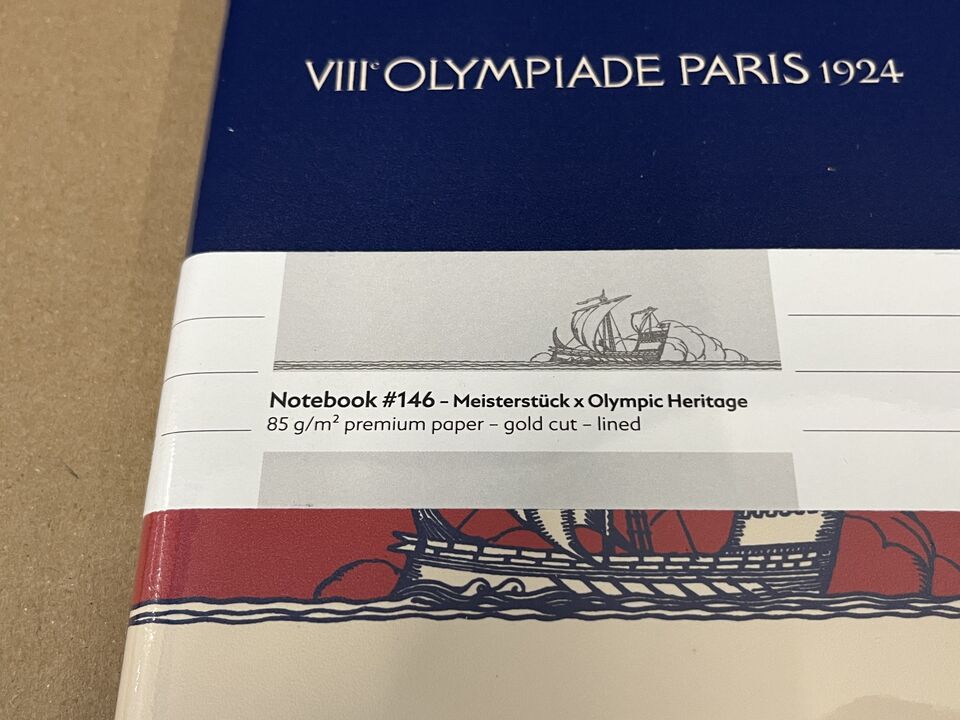 VIIIᵉ OLYMPIADE PARIS 1924
Notebook #146 – Meisterstück x Olympic Heritage
85 g/m² premium paper – gold cut – lined